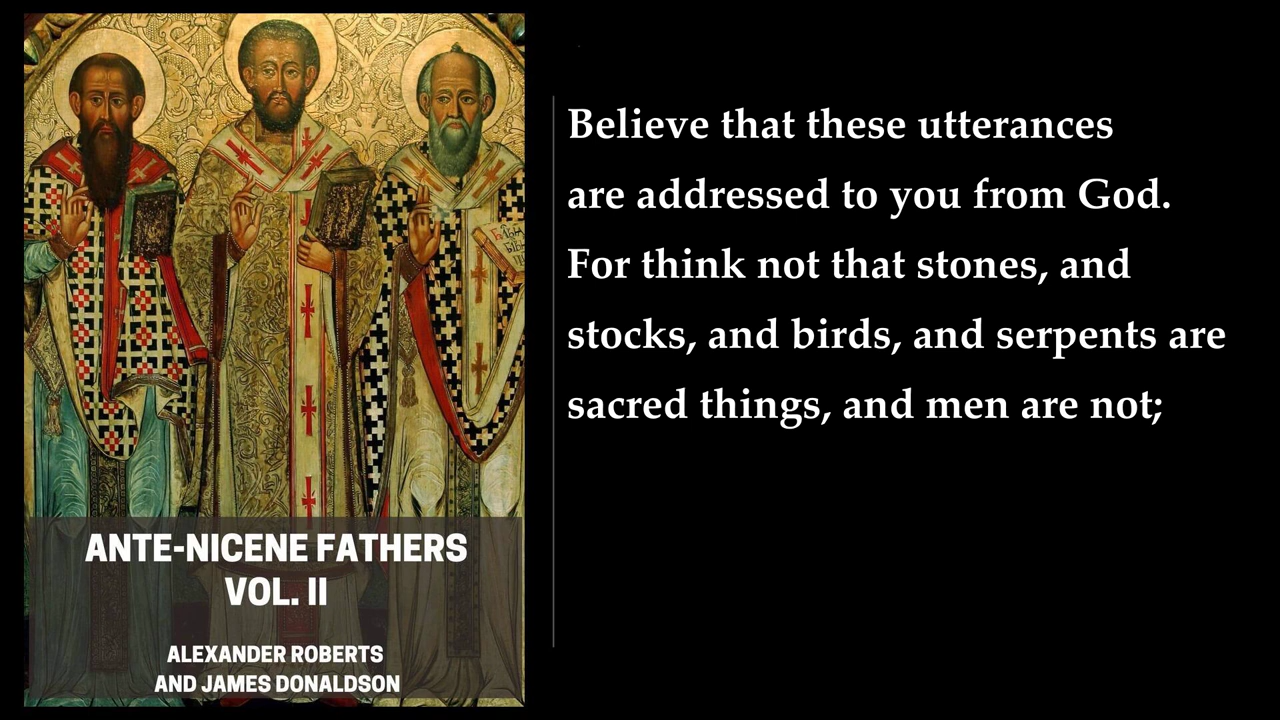 Believe that these utterances
are addressed to you from God.
For think not that stones, and
stocks, and birds, and serpents are
sacred things, and men are not;
ANTE-NICENE FATHERS
VOL. II
ALEXANDER ROBERTS
AND JAMES DONALDSON